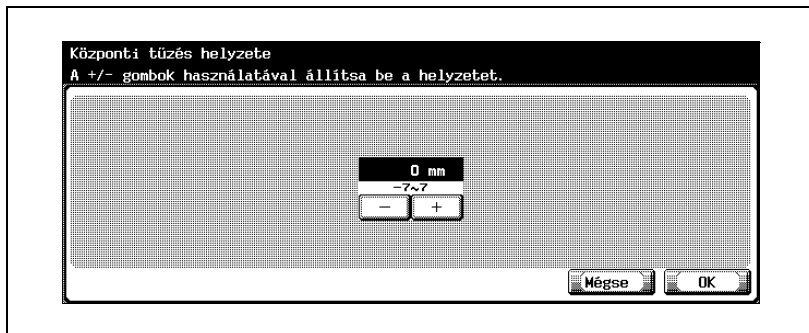 Központi tűzés helyzete
A +/- gombok használatával állítsa be a helyzetet.
0 mm
-7~7
- +
Mégse OK